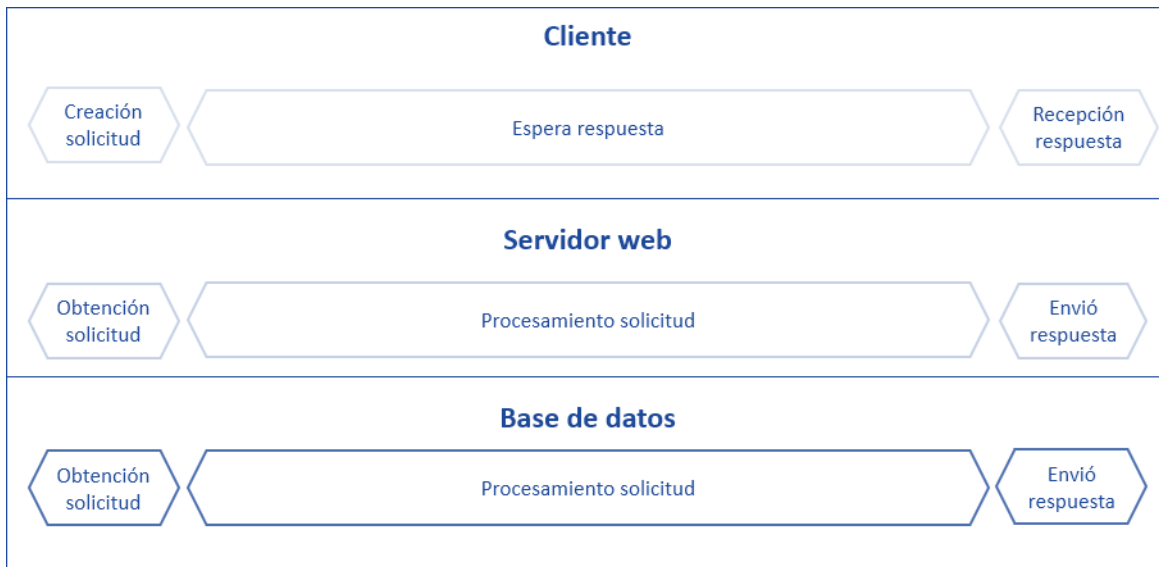 Cliente
Creación
solicitud
Espera respuesta
Recepción
respuesta
Servidor web
Obtención
solicitud
Procesamiento solicitud
Envió
respuesta
Base de datos
Obtención
solicitud
Procesamiento solicitud
Envió
respuesta